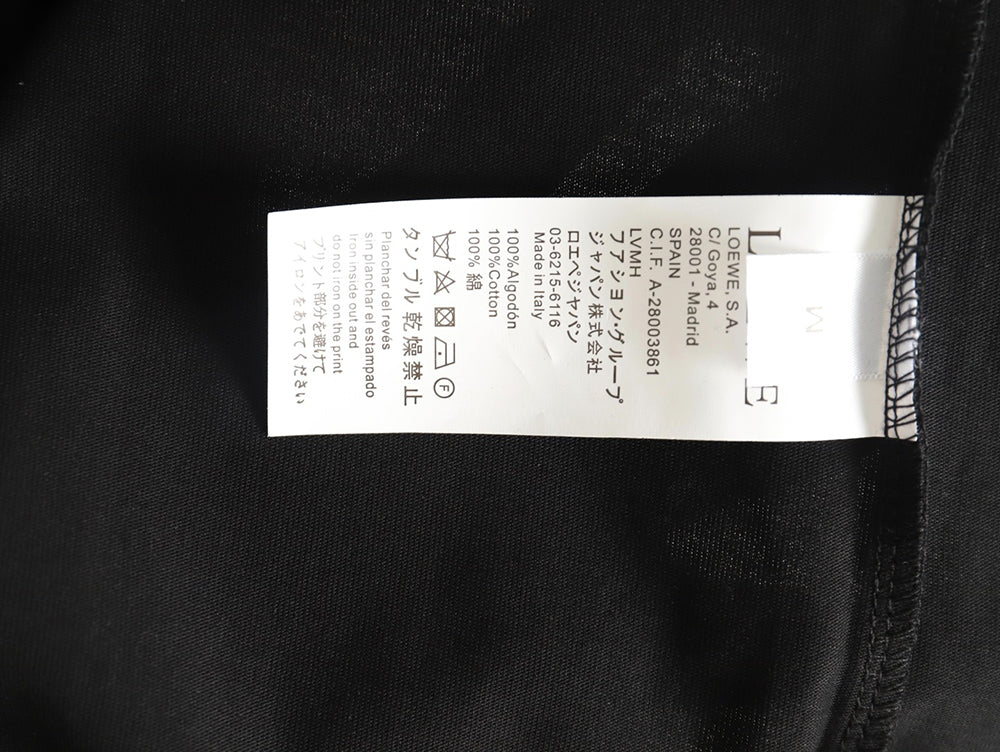 M
L E
LOEWE, S.A.
C/ Goya, 4
28001 - Madrid
SPAIN
C.I.F. A-28003861
LVMH
フアション・グループ
ジャパン株式会社
ロエベジャパン
03-6215-6116
Made in Italy
100%Algodón
100%Cotton
100% 綿
F
タンブル乾燥禁止
Planchar del revés
sin planchar el estampado
Iron inside out and
do not iron on the print
プリント部分を避けて
アイロンをあててください